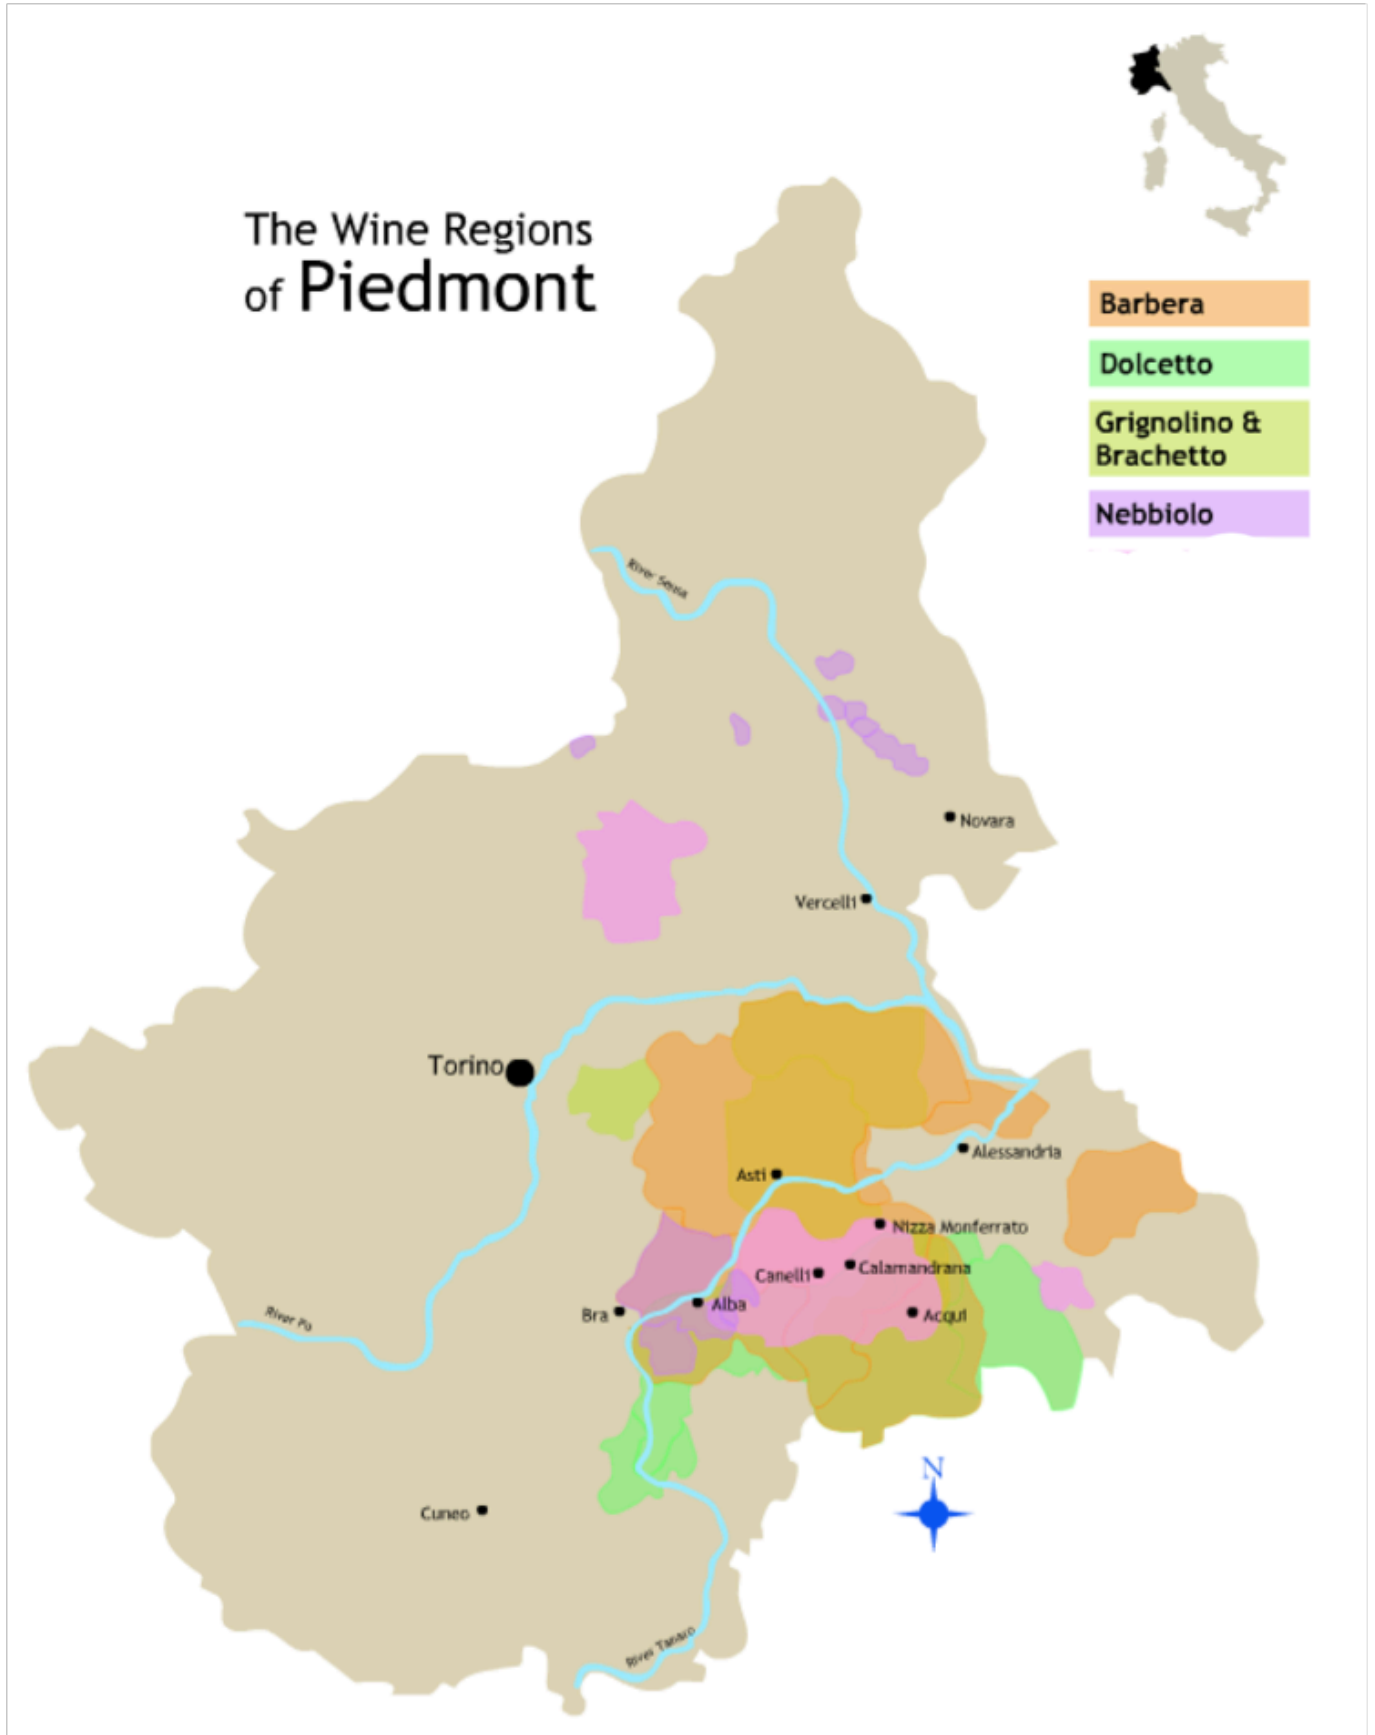 The Wine Regions
of Piedmont
Barbera
Dolcetto
Grignolino &
Brachetto
Nebbiolo
River Sesia
Novara
Vercelli
Torino
Alessandria
Asti
Nizza Monferrato
Canelli
Calamandrana
Alba
Bra
Acqui
River Po
N
Cuneo
River Tanaro